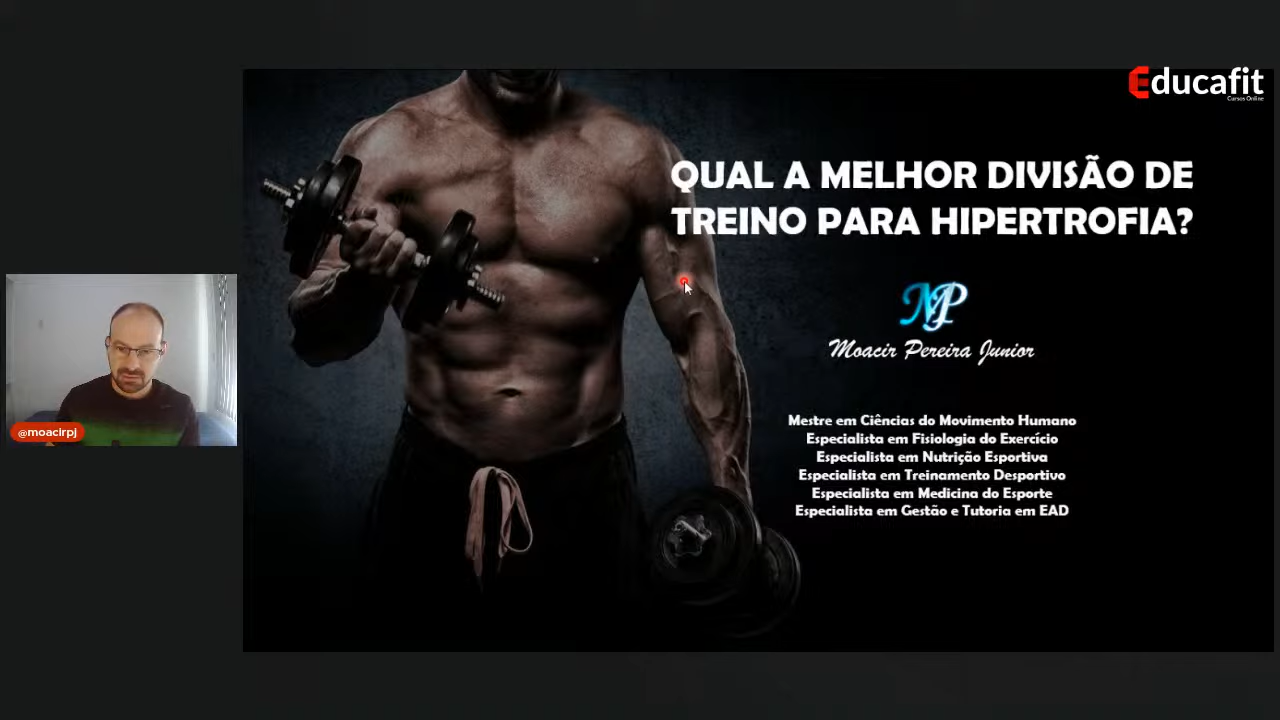 Educafit
Cursos Online
QUAL A MELHOR DIVISÃO DE
TREINO PARA HIPERTROFIA?
MP
Moacir Pereira Junior
Mestre em Ciências do Movimento Humano
Especialista em Fisiologia do Exercício
Especialista em Nutrição Esportiva
Especialista em Treinamento Desportivo
Especialista em Medicina do Esporte
Especialista em Gestão e Tutoria em EAD
@moacirpj